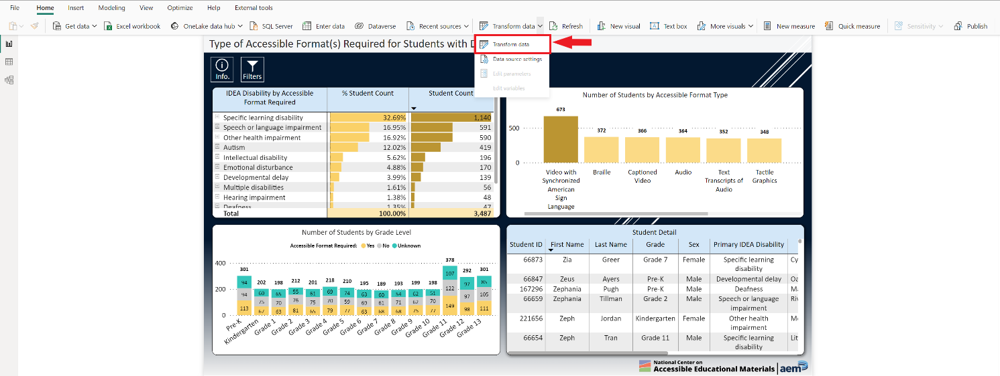 File Home Insert Modeling View Optimize Help External tools
Get data Excel workbook OneLake data hub SQL Server Enter data Dataverse Recent sources Transform data Refresh New visual Text box More visuals New measure Quick measure Sensitivity Publish
Type of Accessible Format(s) Required for Students with D
Transform data
Data source settings
Edit parameters
Edit variables
Info.
Filters
IDEA Disability by Accessible
Format Required
% Student Count
Student Count
Specific learning disability 32.69% 1,140
Speech or language impairment 16.95% 591
Other health impairment 16.92% 590
Autism 12.02% 419
Intellectual disability 5.62% 196
Emotional disturbance 4.88% 170
Developmental delay 3.99% 139
Multiple disabilities 1.61% 56
Hearing impairment 1.38% 48
Deafness 1.35% 47
Total 100.00% 3,487
Number of Students by Accessible Format Type
673
500
372 366 364 352 348
0
Video with
Synchronized
American
Sign
Language
Braille
Captioned
Video
Audio
Text
Transcripts of
Audio
Tactile
Graphics
Number of Students by Grade Level
Accessible Format Required: Yes No Unknown
400
200
0
301 202 198 212 201 218 210 195 189 193 199 198 378 292 301
94 60 65 55 61 69 74 63 60 54 62 51 107 97 85
94 75 70 76 75 70 59 69 61 71 62 70 122 97 105
113 67 63 81 65 79 77 63 68 68 75 77 149 98 111
Pre-K Kindergarten Grade 1 Grade 2 Grade 3 Grade 4 Grade 5 Grade 6 Grade 7 Grade 8 Grade 9 Grade 10 Grade 11 Grade 12 Grade 13
Student Detail
Student ID First Name Last Name Grade Sex Primary IDEA Disability
66873 Zia Greer Grade 7 Female Specific learning Cy
disability
66847 Zeus Ayers Pre-K Male Developmental delay Oa
167296 Zephania Pugh Pre-K Male Deafness M
66659 Zephania Tillman Grade 2 Male Speech or language Riv
impairment
221656 Zeph Jordan Kindergarten Female Other health M
impairment
66654 Zeph Tran Grade 11 Male Specific learning Lit
disability
National Center on
Accessible Educational Materials
aem